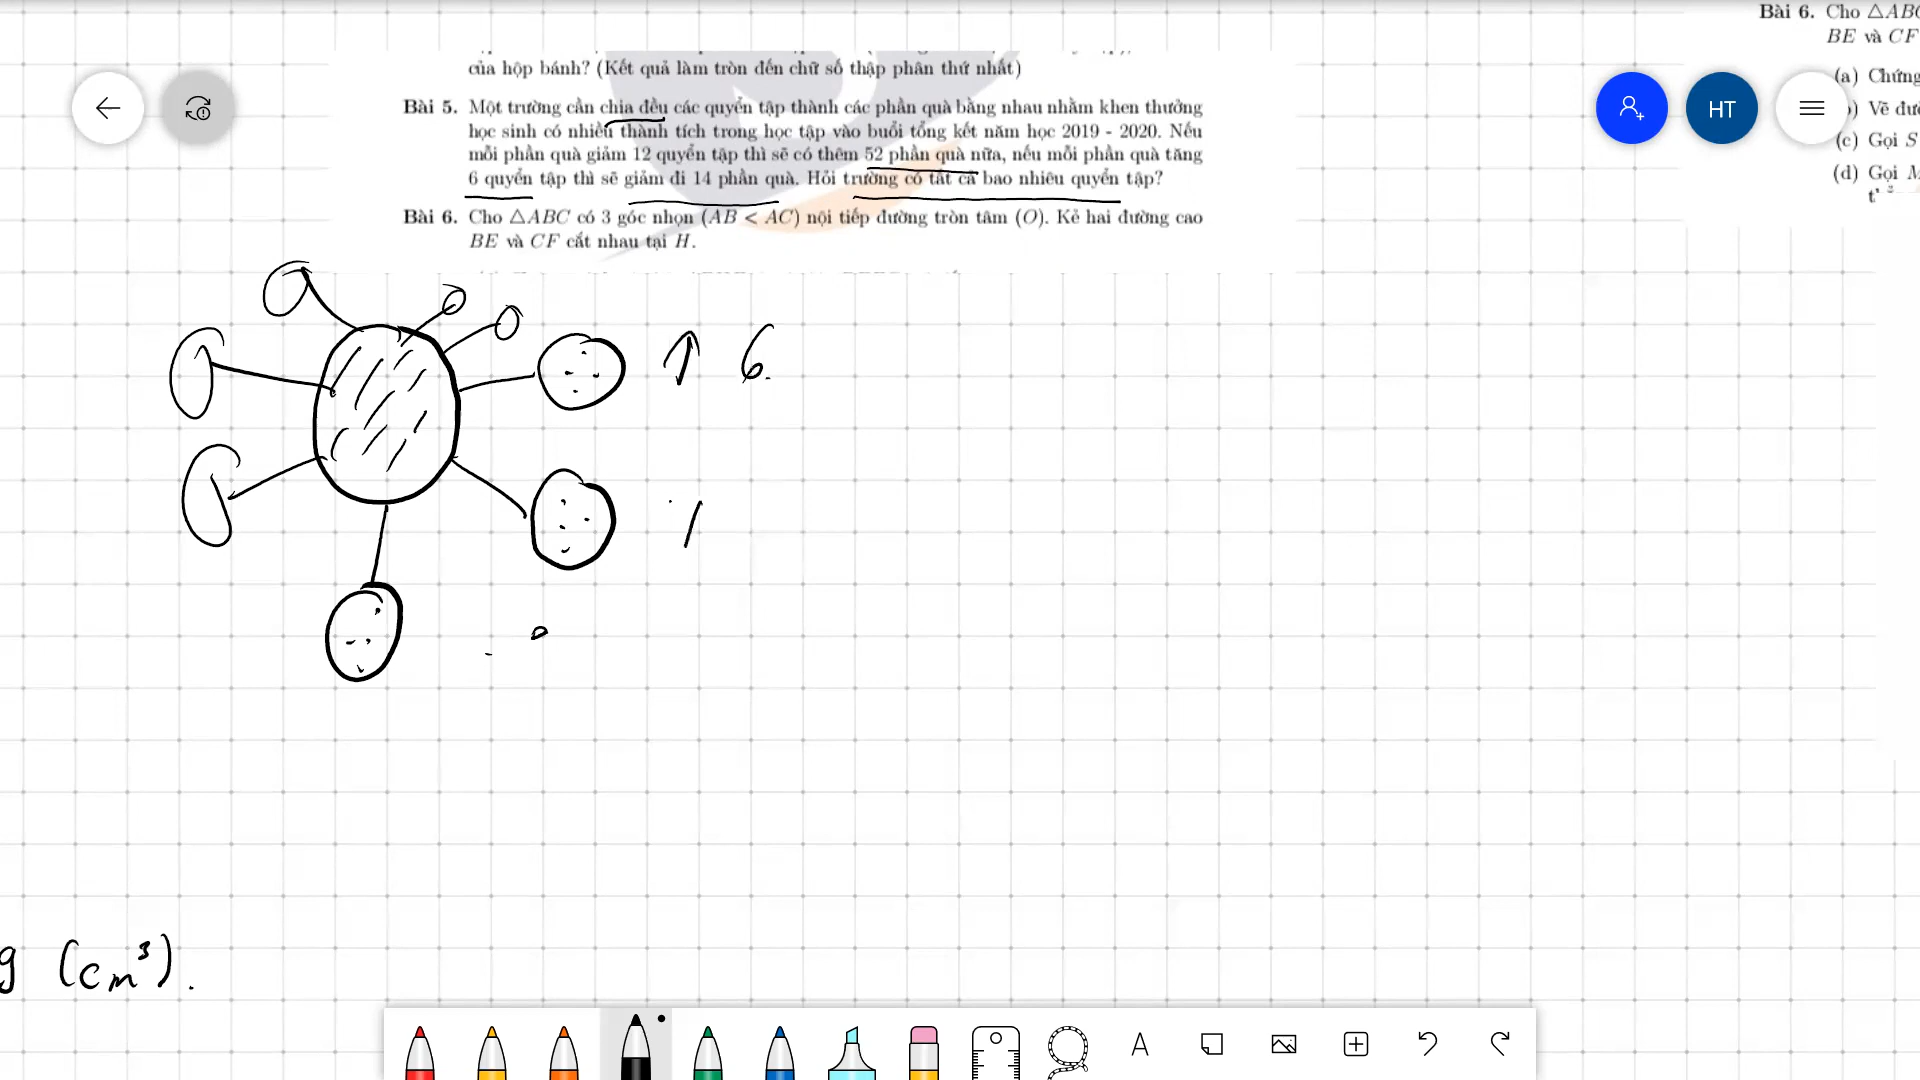 của hộp bánh? (Kết quả làm tròn đến chữ số thập phân thứ nhất)
Bài 5. Một trường cần chia đều các quyển tập thành các phần quà bằng nhau nhằm khen thưởng
học sinh có nhiều thành tích trong học tập vào buổi tổng kết năm học 2019 - 2020. Nếu
mỗi phần quà giảm 12 quyển tập thì sẽ có thêm 52 phần quà nữa, nếu mỗi phần quà tăng
6 quyển tập thì sẽ giảm đi 14 phần quà. Hỏi trường có tất cả bao nhiêu quyển tập?
Bài 6. Cho △ABC có 3 góc nhọn (AB < AC) nội tiếp đường tròn tâm (O). Kẻ hai đường cao
BE và CF cắt nhau tại H.
Bài 6. Cho △ABC
BE và CF
(a) Chứng
) Vẽ đư
(c) Gọi S
(d) Gọi M
HT
↑ 6.
g (cm³).
A